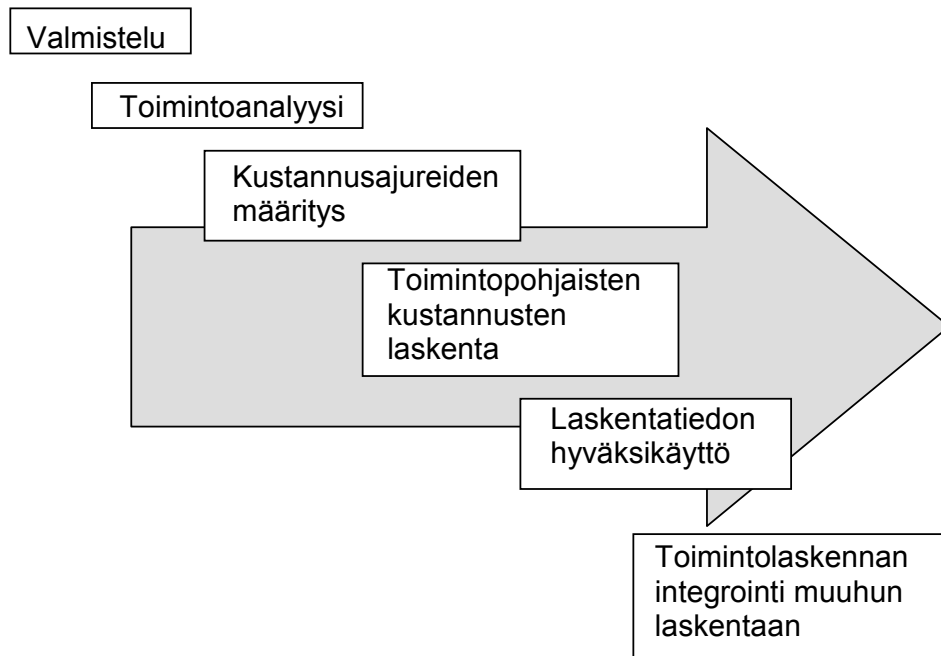 Valmistelu
Toimintoanalyysi
Kustannusajureiden
määritys
Toimintopohjaisten
kustannusten
laskenta
Laskentatiedon
hyväksikäyttö
Toimintolaskennan
integrointi muuhun
laskentaan